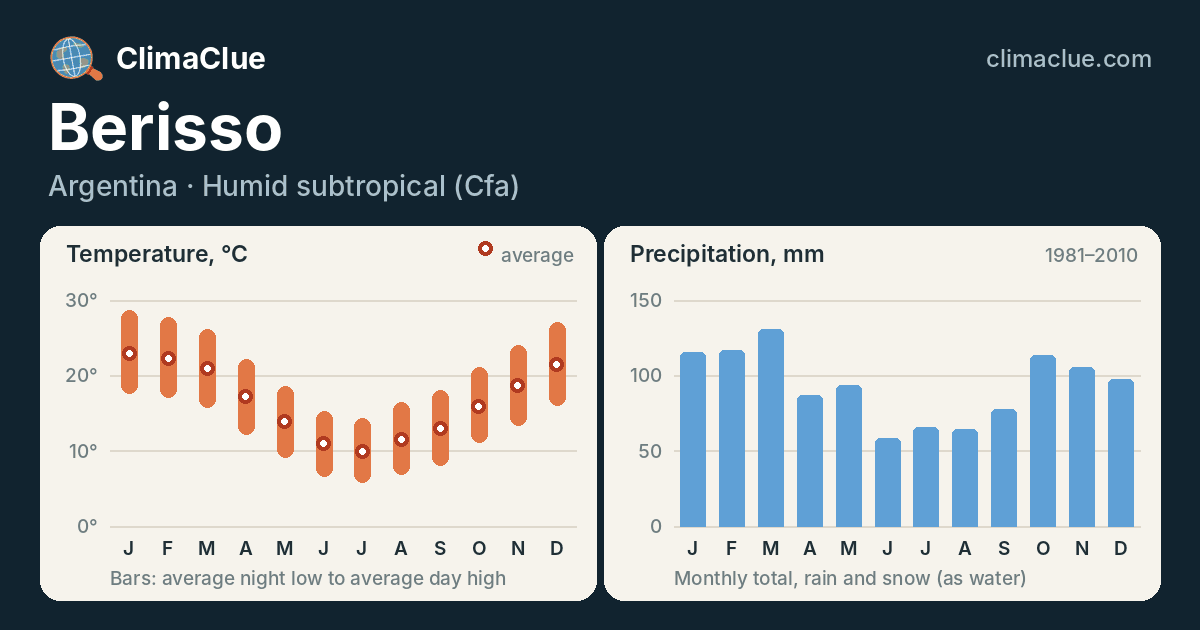 ClimaClue
climaclue.com
Berisso
Argentina · Humid subtropical (Cfa)
Temperature, °C
average
30°
20°
10°
0°
J F M A M J J A S O N D
Bars: average night low to average day high
Precipitation, mm
1981–2010
150
100
50
0
J F M A M J J A S O N D
Monthly total, rain and snow (as water)